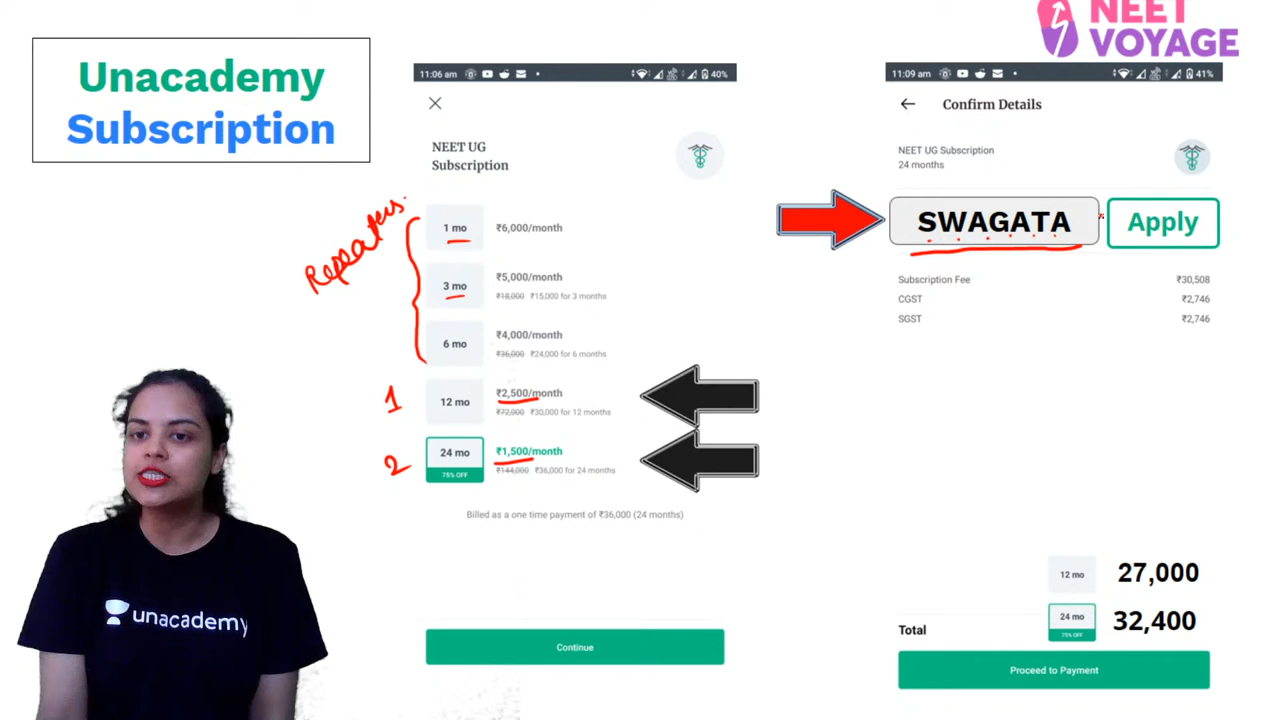 Unacademy
Subscription
NEET
VOYAGE
11:06 am
40%
NEET UG
Subscription
Repeaters.
1 mo
₹6,000/month
3 mo
₹5,000/month
₹18,000 ₹15,000 for 3 months
6 mo
₹4,000/month
₹36,000 ₹24,000 for 6 months
1
12 mo
₹2,500/month
₹72,000 ₹30,000 for 12 months
2
24 mo
75% OFF
₹1,500/month
₹144,000 ₹36,000 for 24 months
Billed as a one time payment of ₹36,000 (24 months)
Continue
11:09 am
41%
Confirm Details
NEET UG Subscription
24 months
SWAGATA
Apply
Subscription Fee ₹30,508
CGST ₹2,746
SGST ₹2,746
12 mo 27,000
24 mo 32,400
75% OFF
Total
Proceed to Payment
unacademy